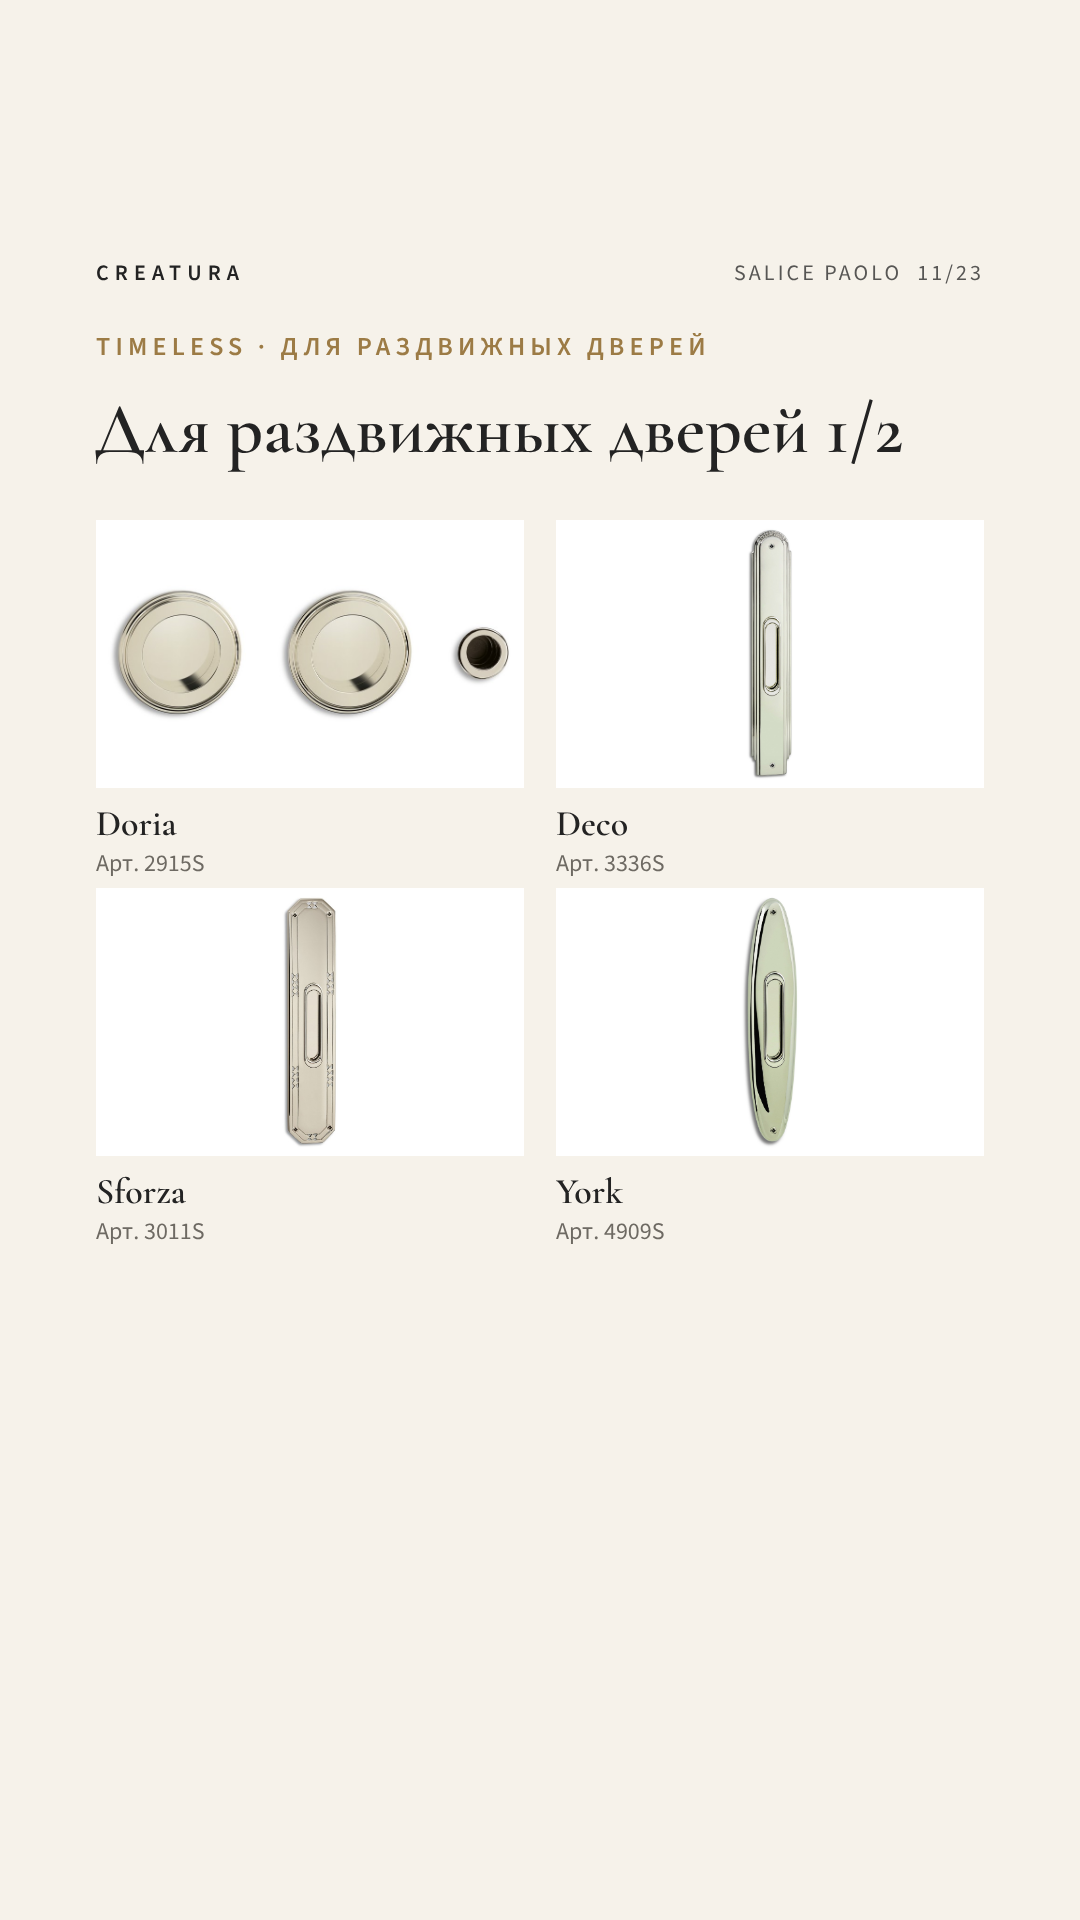 CREATURA
SALICE PAOLO 11/23
TIMELESS · ДЛЯ РАЗДВИЖНЫХ ДВЕРЕЙ
Для раздвижных дверей 1/2
Doria
Арт. 2915S
Deco
Арт. 3336S
Sforza
Арт. 3011S
York
Арт. 4909S